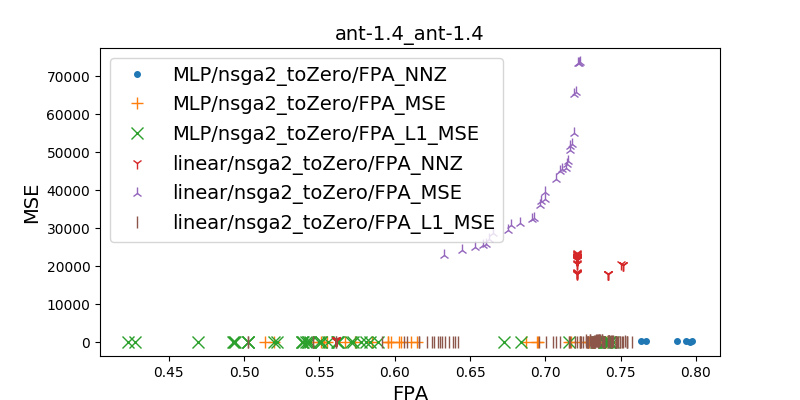 ant-1.4_ant-1.4
MSE
70000
60000
50000
40000
30000
20000
10000
0
MLP/nsga2_toZero/FPA_NNZ
MLP/nsga2_toZero/FPA_MSE
MLP/nsga2_toZero/FPA_L1_MSE
linear/nsga2_toZero/FPA_NNZ
linear/nsga2_toZero/FPA_MSE
linear/nsga2_toZero/FPA_L1_MSE
0.45 0.50 0.55 0.60 0.65 0.70 0.75 0.80
FPA